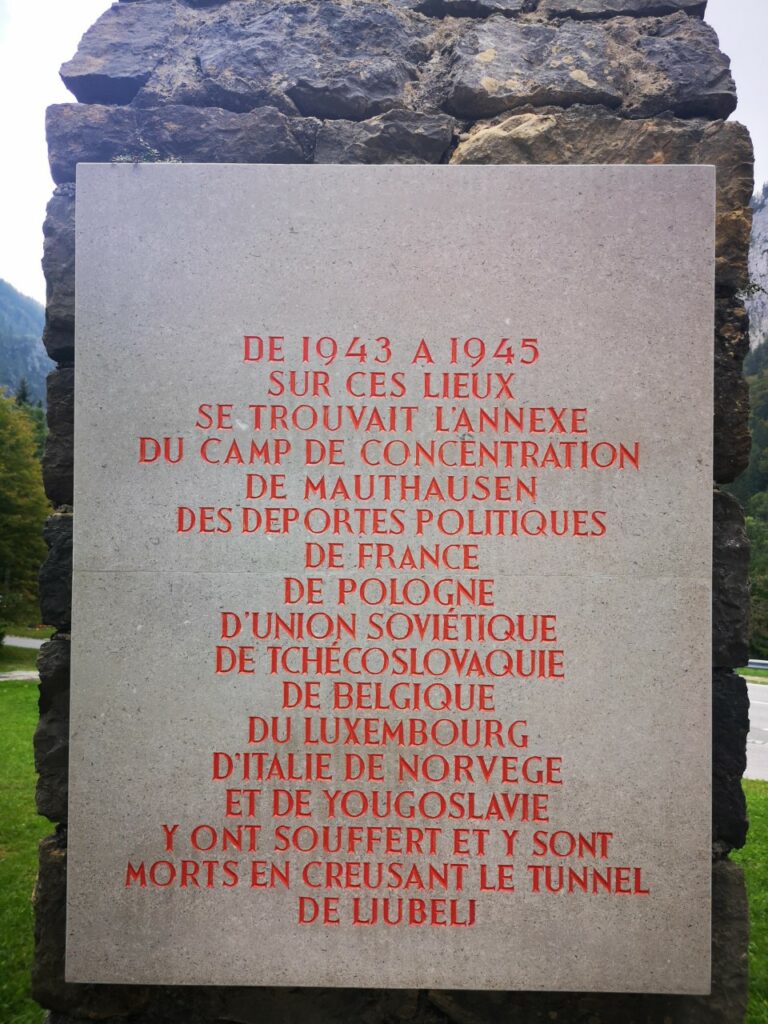 DE 1943 A 1945
SUR CES LIEUX
SE TROUVAIT L'ANNEXE
DU CAMP DE CONCENTRATION
DE MAUTHAUSEN
DES DEPORTES POLITIQUES
DE FRANCE
DE POLOGNE
D'UNION SOVIÉTIQUE
DE TCHÉCOSLOVAQUIE
DE BELGIQUE
DU LUXEMBOURG
D'ITALIE DE NORVEGE
ET DE YOUGOSLAVIE
Y ONT SOUFFERT ET Y SONT
MORTS EN CREUSANT LE TUNNEL
DE LJUBELJ